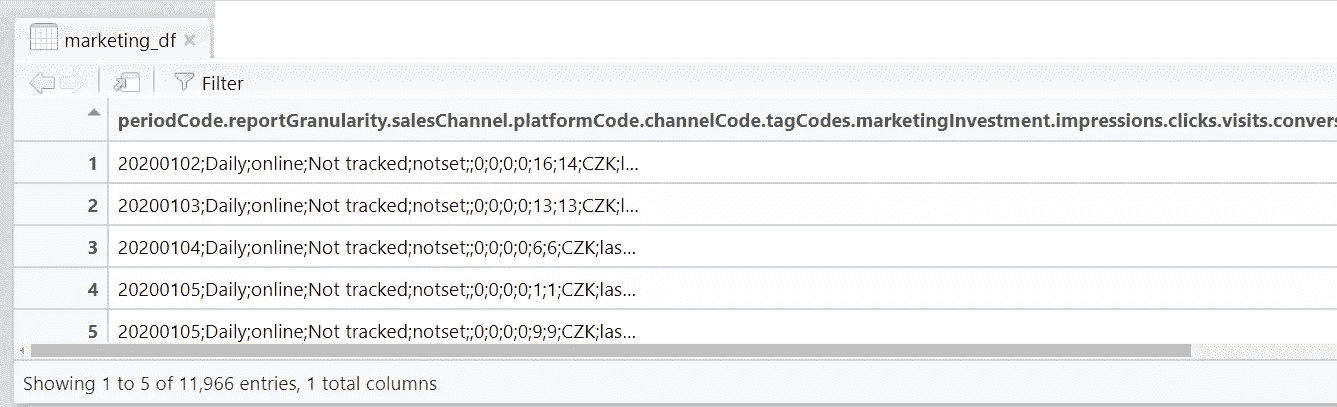 marketing_df
Filter
periodCode.reportGranularity.salesChannel.platformCode.channelCode.tagCodes.marketingInvestment.impressions.clicks.visits.convers
1 20200102;Daily;online;Not tracked;notset;;0;0;0;0;16;14;CZK;l...
2 20200103;Daily;online;Not tracked;notset;;0;0;0;0;13;13;CZK;l...
3 20200104;Daily;online;Not tracked;notset;;0;0;0;0;6;6;CZK;las...
4 20200105;Daily;online;Not tracked;notset;;0;0;0;0;1;1;CZK;las...
5 20200105;Daily;online;Not tracked;notset;;0;0;0;0;9;9;CZK;las...
Showing 1 to 5 of 11,966 entries, 1 total columns